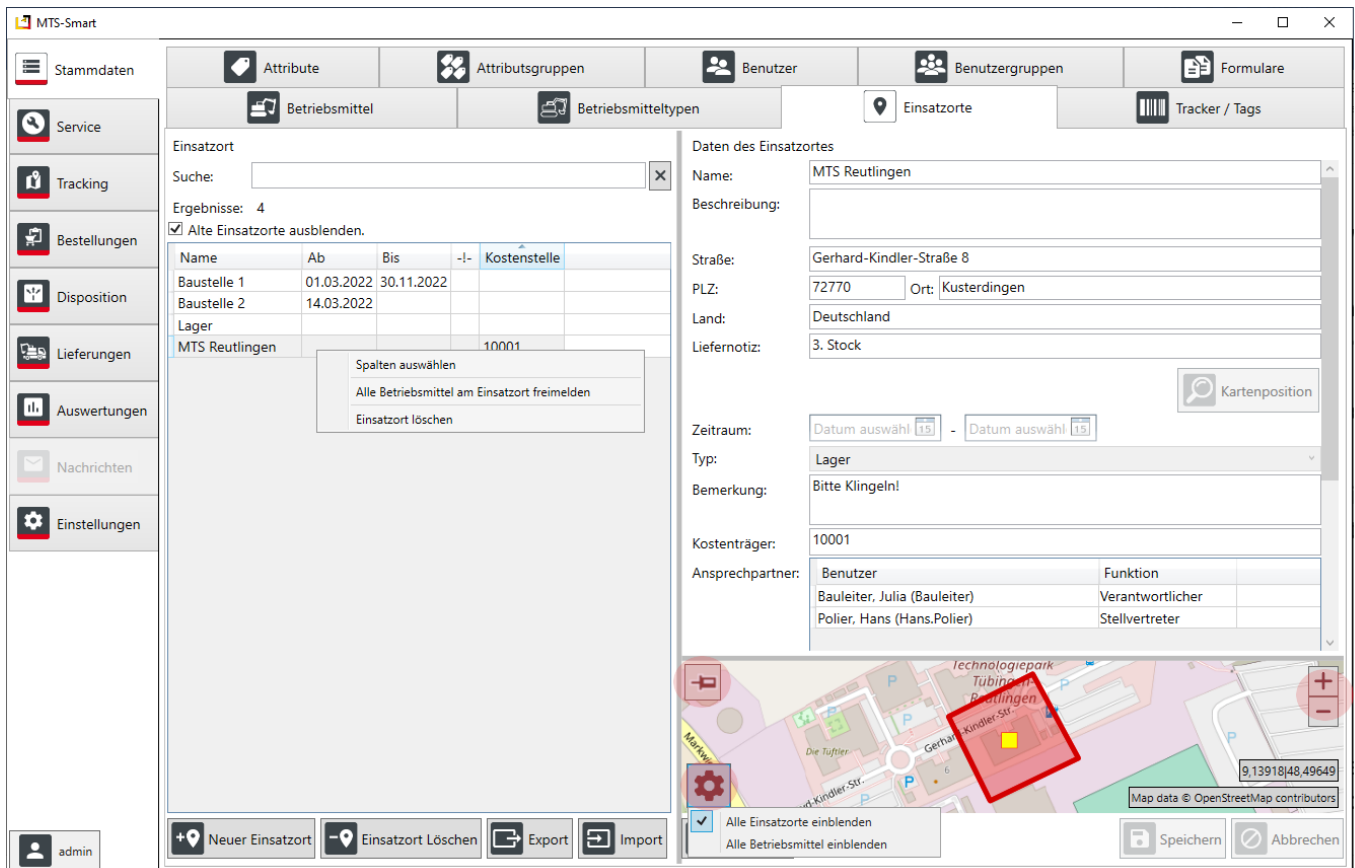 MTS-Smart
Stammdaten
Service
Tracking
Bestellungen
Disposition
Lieferungen
Auswertungen
Nachrichten
Einstellungen
admin
Attribute
Attributsgruppen
Benutzer
Benutzergruppen
Formulare
Betriebsmittel
Betriebsmitteltypen
Einsatzorte
Tracker / Tags
Einsatzort
Suche:
Ergebnisse: 4
Alte Einsatzorte ausblenden.
Name Ab Bis -!- Kostenstelle
Baustelle 1 01.03.2022 30.11.2022
Baustelle 2 14.03.2022
Lager
MTS Reutlingen 10001
Spalten auswählen
Alle Betriebsmittel am Einsatzort freimelden
Einsatzort löschen
Neuer Einsatzort
Einsatzort Löschen
Export
Import
Daten des Einsatzortes
Name: MTS Reutlingen
Beschreibung:
Straße: Gerhard-Kindler-Straße 8
PLZ: 72770 Ort: Kusterdingen
Land: Deutschland
Liefernotiz: 3. Stock
Kartenposition
Zeitraum: Datum auswähl 15 - Datum auswähl 15
Typ: Lager
Bemerkung: Bitte Klingeln!
Kostenträger: 10001
Ansprechpartner: Benutzer Funktion
Bauleiter, Julia (Bauleiter) Verantwortlicher
Polier, Hans (Hans.Polier) Stellvertreter
Technologiepark
Tübingen-
Reutlingen
P
P
P
P
P
P
P
Gerhard-Kindler-Str.
Die Tüftler
6
9,13918|48,49649
Map data © OpenStreetMap contributors
Alle Einsatzorte einblenden
Alle Betriebsmittel einblenden
Speichern
Abbrechen